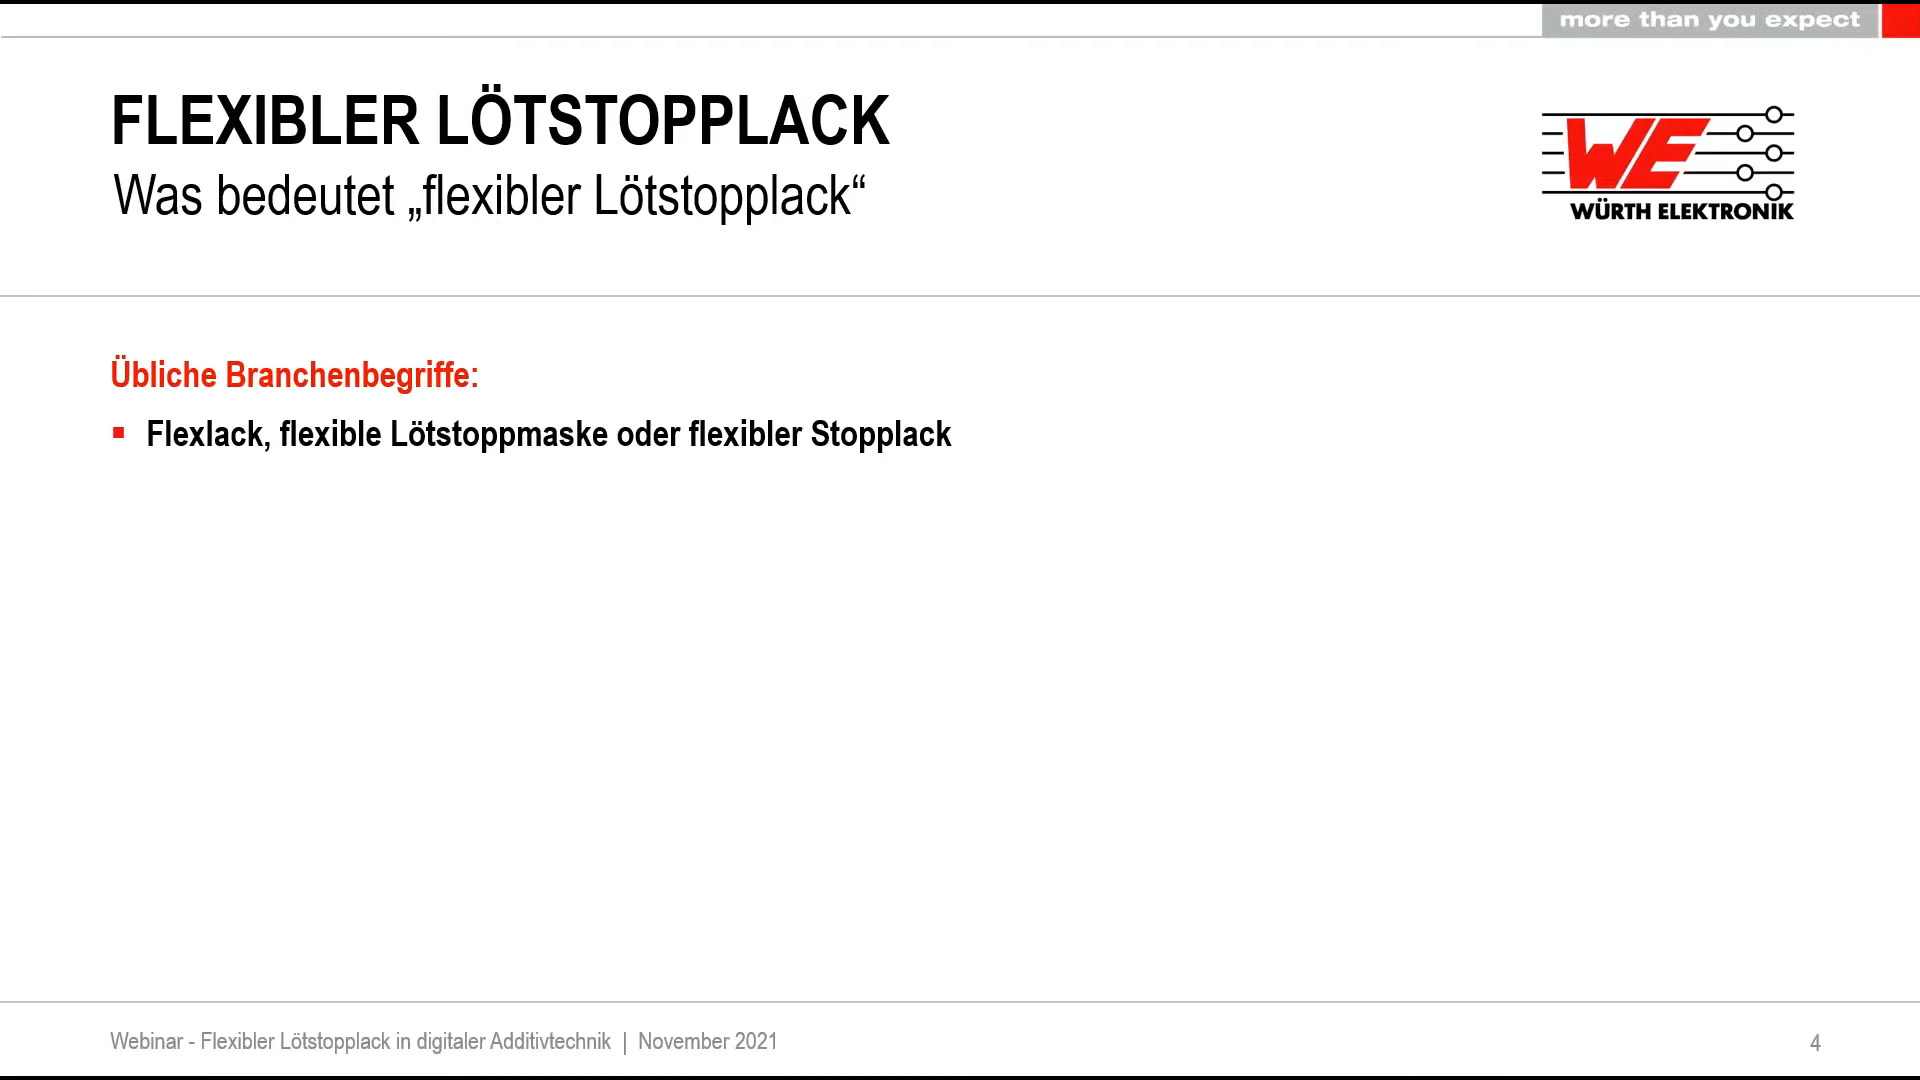 more than you expect
FLEXIBLER LÖTSTOPPLACK
Was bedeutet „flexibler Lötstopplack“
WE
WÜRTH ELEKTRONIK
Übliche Branchenbegriffe:
▪ Flexlack, flexible Lötstoppmaske oder flexibler Stopplack
Webinar - Flexibler Lötstopplack in digitaler Additivtechnik | November 2021
4